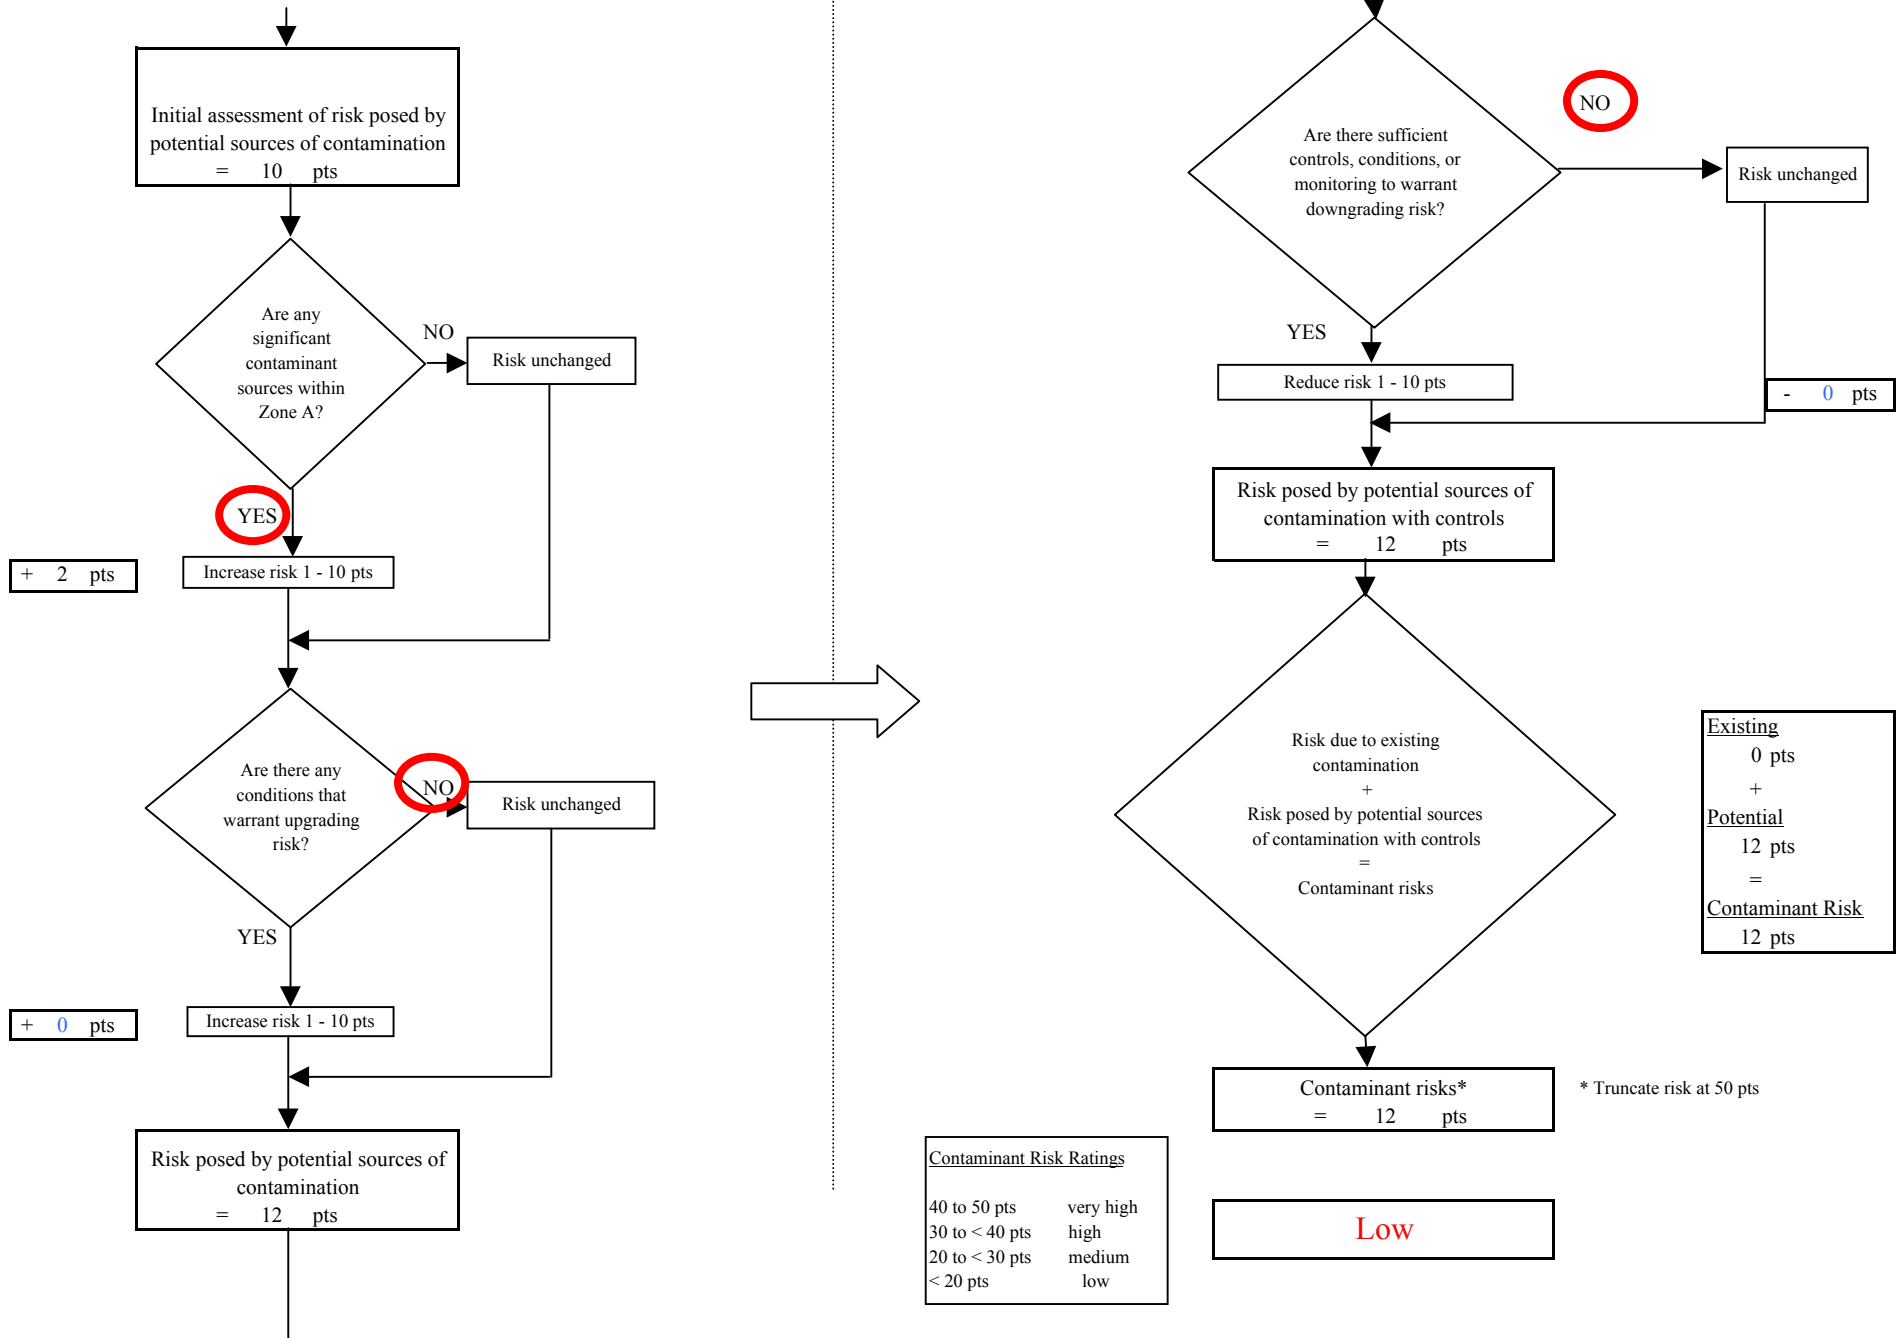 Initial assessment of risk posed by
potential sources of contamination
= 10 pts
Are any
significant
contaminant
sources within
Zone A?
NO
Risk unchanged
YES
+ 2 pts
Increase risk 1 - 10 pts
Are there any
conditions that
warrant upgrading
risk?
NO
Risk unchanged
YES
+ 0 pts
Increase risk 1 - 10 pts
Risk posed by potential sources of
contamination
= 12 pts
Are there sufficient
controls, conditions, or
monitoring to warrant
downgrading risk?
NO
Risk unchanged
YES
Reduce risk 1 - 10 pts
- 0 pts
Risk posed by potential sources of
contamination with controls
= 12 pts
Risk due to existing
contamination
+
Risk posed by potential sources
of contamination with controls
=
Contaminant risks
Existing
0 pts
+
Potential
12 pts
=
Contaminant Risk
12 pts
Contaminant risks*
= 12 pts
* Truncate risk at 50 pts
Contaminant Risk Ratings
40 to 50 pts very high
30 to < 40 pts high
20 to < 30 pts medium
< 20 pts low
Low